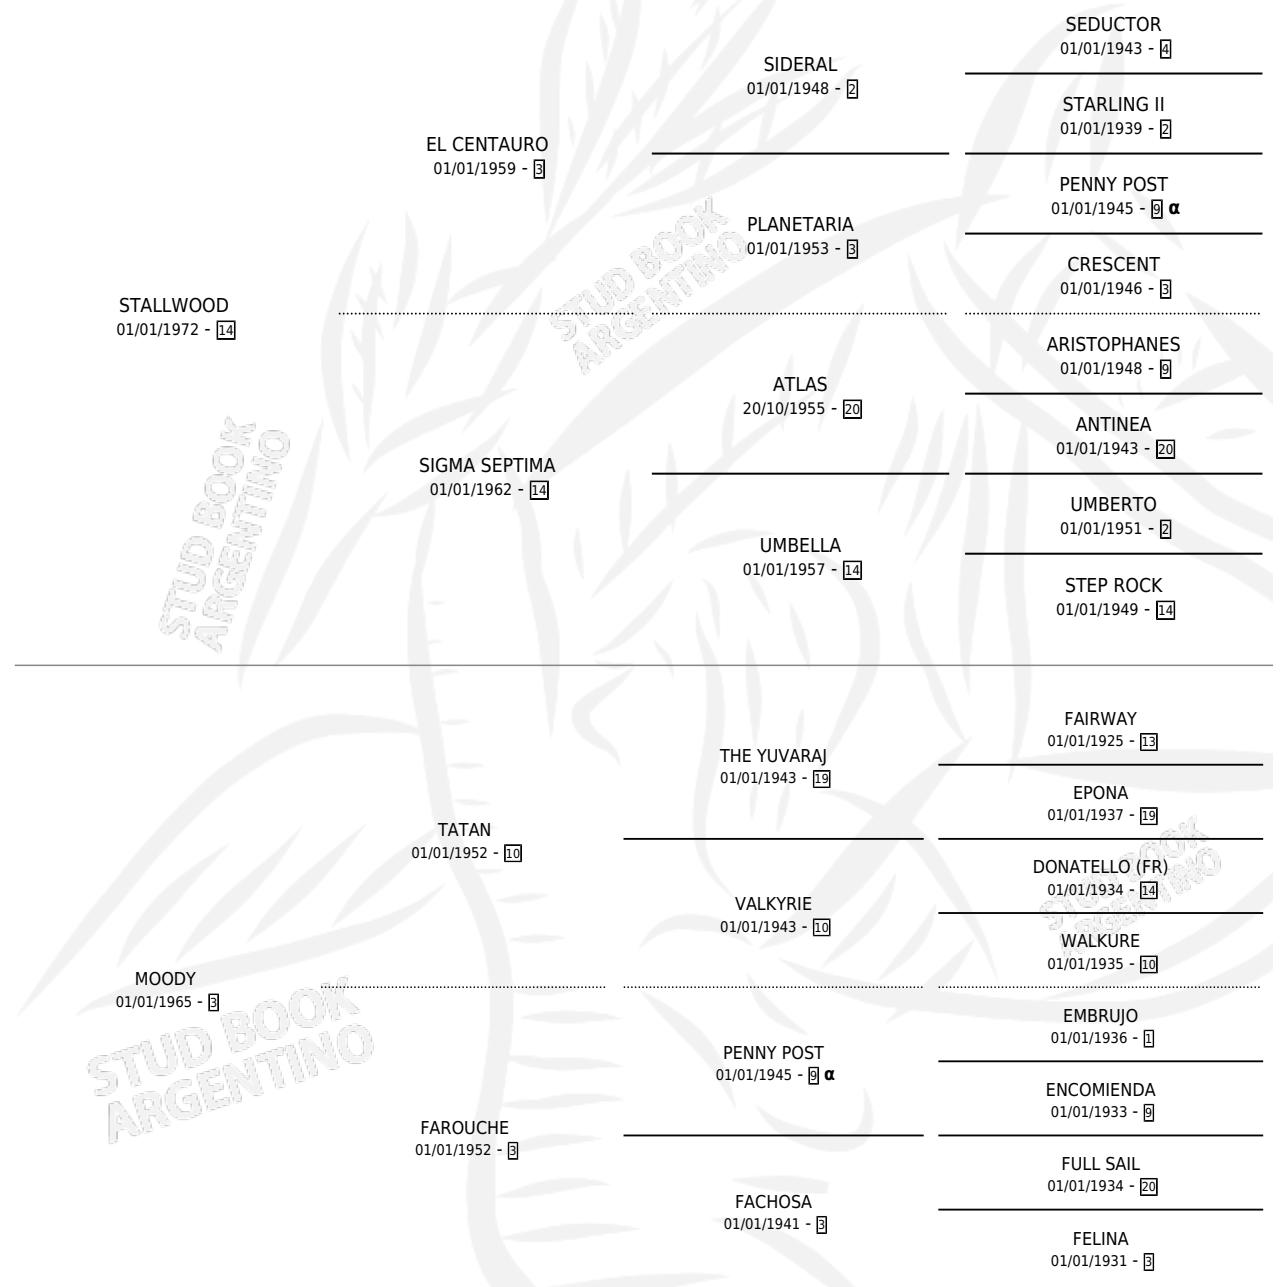 SEDUCTOR
01/01/1943 - 4
SIDERAL
01/01/1948 - 2
STARLING II
01/01/1939 - 2
EL CENTAURO
01/01/1959 - 3
PENNY POST
01/01/1945 - 9 α
PLANETARIA
01/01/1953 - 3
CRESCENT
01/01/1946 - 3
STALLWOOD
01/01/1972 - 14
ARISTOPHANES
01/01/1948 - 9
ATLAS
20/10/1955 - 20
ANTINEA
01/01/1943 - 20
SIGMA SEPTIMA
01/01/1962 - 14
UMBERTO
01/01/1951 - 2
UMBELLA
01/01/1957 - 14
STEP ROCK
01/01/1949 - 14
FAIRWAY
01/01/1925 - 13
THE YUVARAJ
01/01/1943 - 19
EPONA
01/01/1937 - 19
TATAN
01/01/1952 - 10
DONATELLO (FR)
01/01/1934 - 14
VALKYRIE
01/01/1943 - 10
WALKURE
01/01/1935 - 10
MOODY
01/01/1965 - 3
EMBRUJO
01/01/1936 - 1
PENNY POST
01/01/1945 - 9 α
ENCOMIENDA
01/01/1933 - 9
FAROUCHE
01/01/1952 - 3
FULL SAIL
01/01/1934 - 20
FACHOSA
01/01/1941 - 3
FELINA
01/01/1931 - 3
STUD BOOK
ARGENTINO
STUD BOOK
ARGENTINO
STUD BOOK
ARGENTINO
STUD BOOK
ARGENTINO